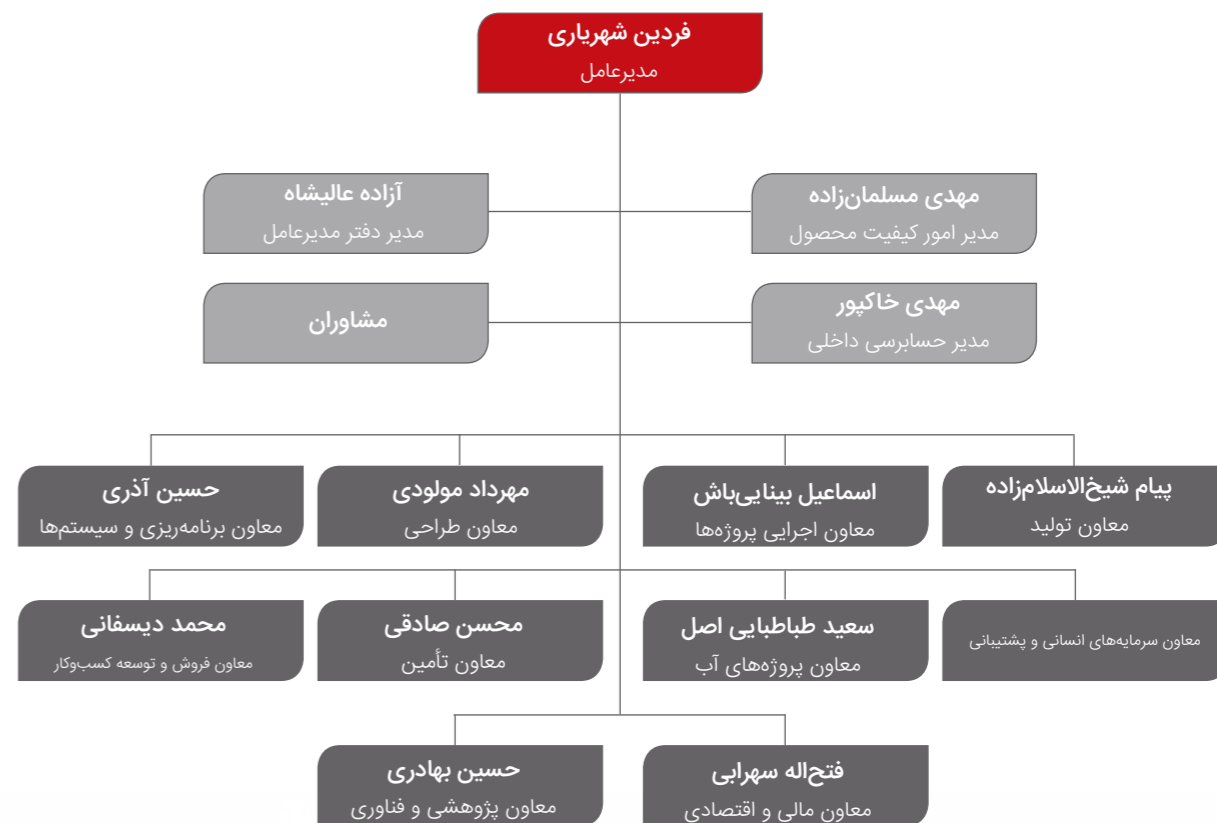 فردین شهریاری
مدیرعامل
مهدی مسلمان‌زاده
مدیر امور کیفیت محصول
آزاده عالیشاه
مدیر دفتر مدیرعامل
مهدی خاکپور
مدیر حسابرسی داخلی
مشاوران
پیام شیخ‌الاسلام‌زاده
معاون تولید
اسماعیل بینایی‌باش
معاون اجرایی پروژه‌ها
مهرداد مولودی
معاون طراحی
حسین آذری
معاون برنامه‌ریزی و سیستم‌ها
معاون سرمایه‌های انسانی و پشتیبانی
سعید طباطبایی اصل
معاون پروژه‌های آب
محسن صادقی
معاون تأمین
محمد دیسفانی
معاون فروش و توسعه کسب‌وکار
فتح‌اله سهرابی
معاون مالی و اقتصادی
حسین بهادری
معاون پژوهشی و فناوری